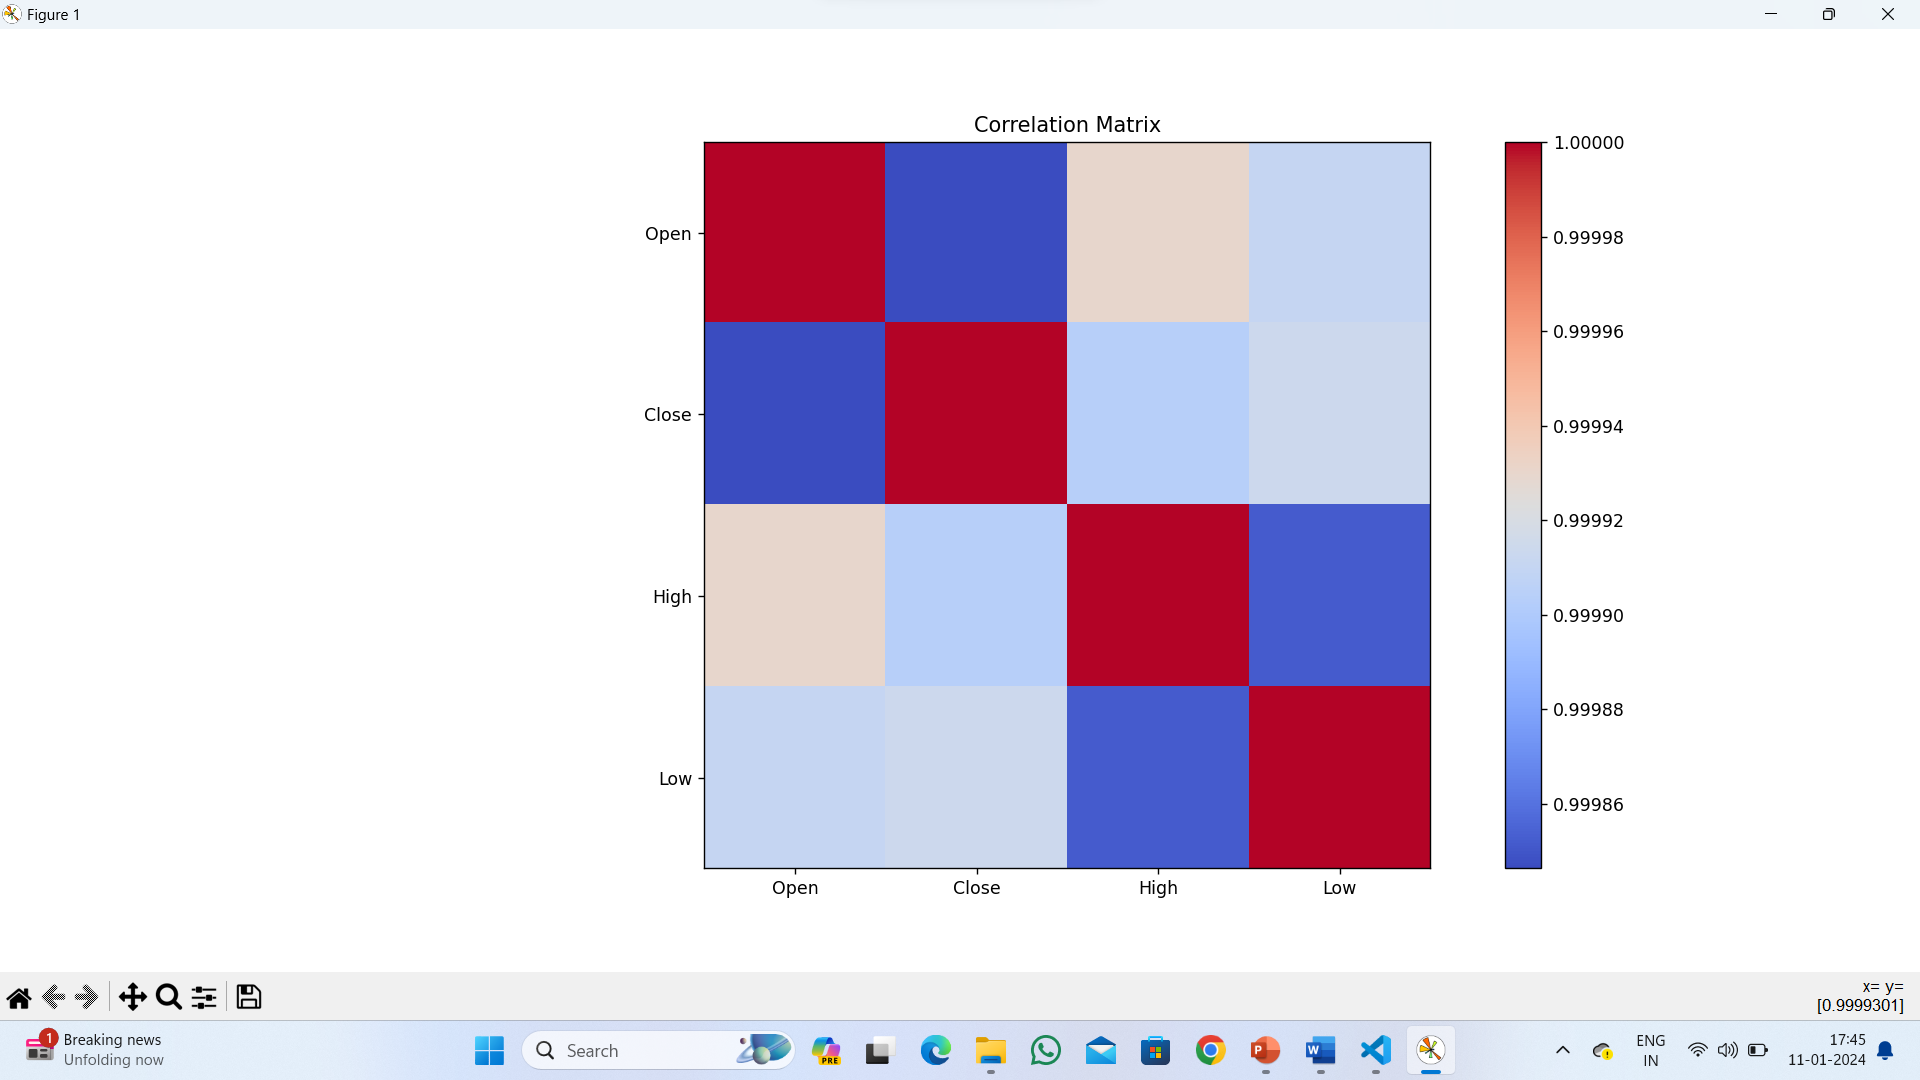 Figure 1
Correlation Matrix
Open
Close
High
Low
Open
Close
High
Low
1.00000
0.99998
0.99996
0.99994
0.99992
0.99990
0.99988
0.99986
x= y=
[0.9999301]
1
Breaking news
Unfolding now
Search
PRE
P
W
ENG
IN
17:45
11-01-2024